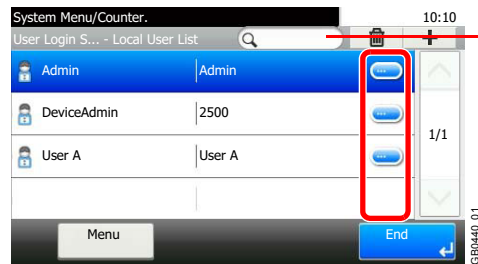 System Menu/Counter. 10:10
User Login S... - Local User List
Admin Admin
DeviceAdmin 2500
1/1
User A User A
Menu End
GB0440_01